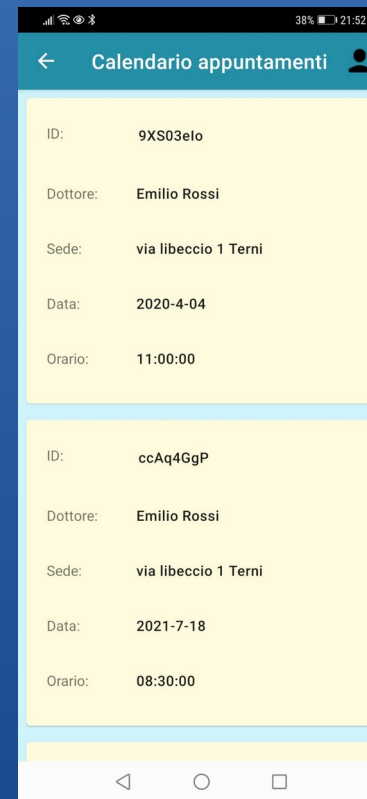 38% 21:52
Calendario appuntamenti
ID: 9XS03elo
Dottore: Emilio Rossi
Sede: via libeccio 1 Terni
Data: 2020-4-04
Orario: 11:00:00
ID: ccAq4GgP
Dottore: Emilio Rossi
Sede: via libeccio 1 Terni
Data: 2021-7-18
Orario: 08:30:00